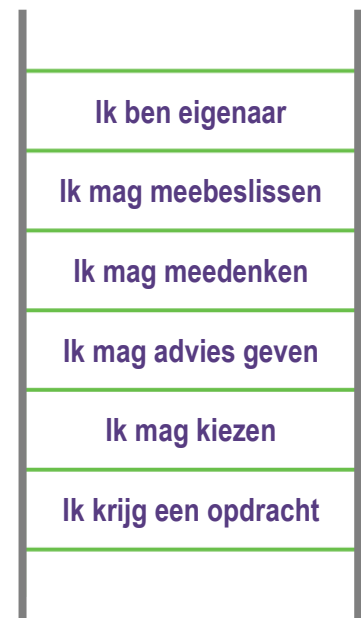 Ik ben eigenaar
Ik mag meebeslissen
Ik mag meedenken
Ik mag advies geven
Ik mag kiezen
Ik krijg een opdracht